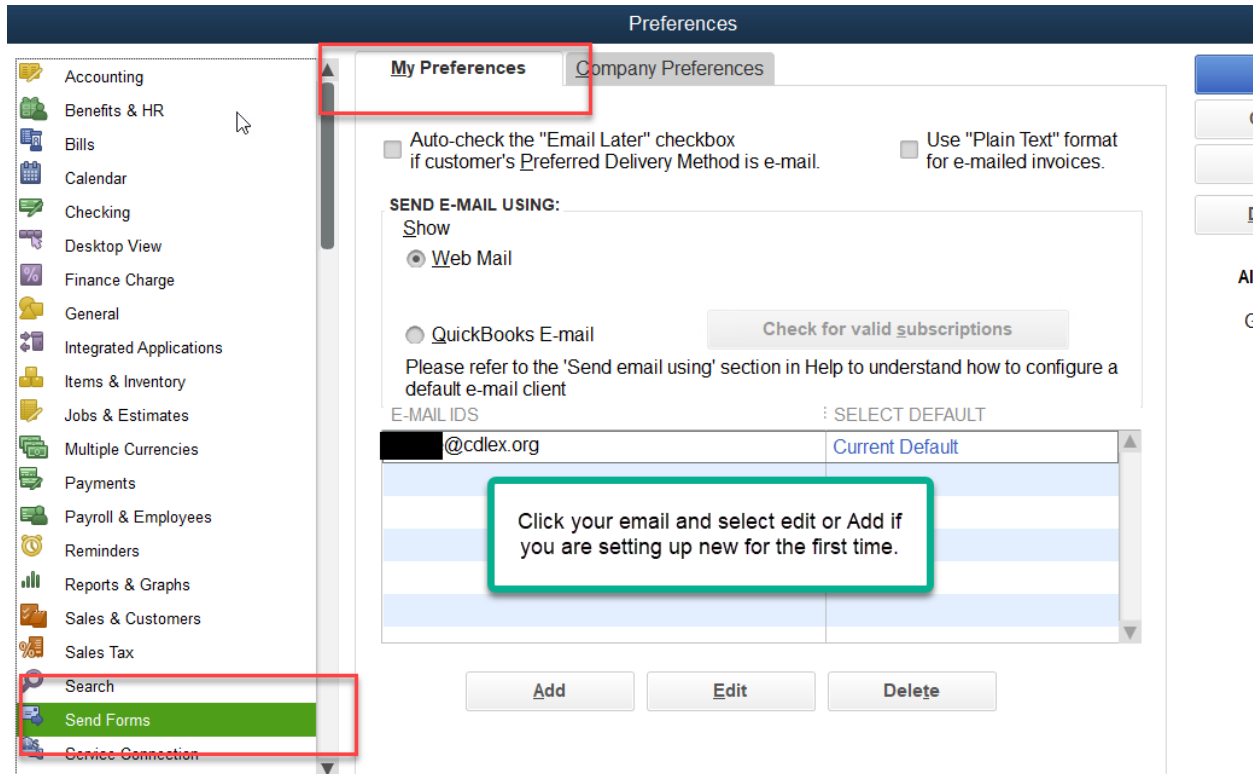 Preferences
Accounting
Benefits & HR
Bills
Calendar
Checking
Desktop View
Finance Charge
General
Integrated Applications
Items & Inventory
Jobs & Estimates
Multiple Currencies
Payments
Payroll & Employees
Reminders
Reports & Graphs
Sales & Customers
Sales Tax
Search
Send Forms
Service Connection
My Preferences
Company Preferences
Auto-check the "Email Later" checkbox
if customer's Preferred Delivery Method is e-mail.
Use "Plain Text" format
for e-mailed invoices.
SEND E-MAIL USING:
Show
Web Mail
QuickBooks E-mail
Check for valid subscriptions
Please refer to the 'Send email using' section in Help to understand how to configure a
default e-mail client
E-MAIL IDS
SELECT DEFAULT
@cdlex.org
Current Default
Click your email and select edit or Add if
you are setting up new for the first time.
Add
Edit
Delete